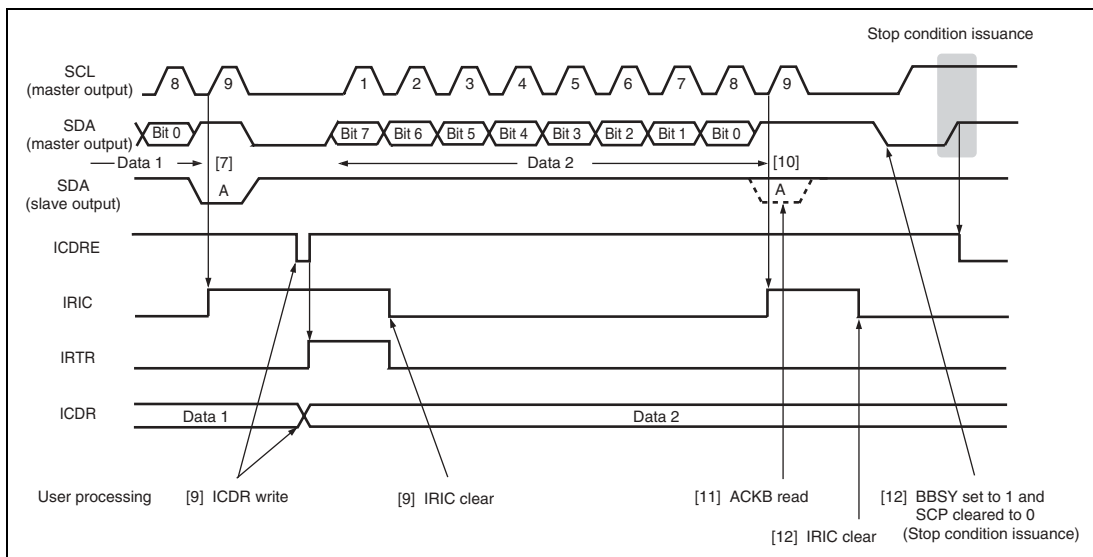 Stop condition issuance
SCL
(master output)
8 9 1 2 3 4 5 6 7 8 9
SDA
(master output)
Bit 0 Bit 7 Bit 6 Bit 5 Bit 4 Bit 3 Bit 2 Bit 1 Bit 0
Data 1 [7] Data 2 [10]
SDA
(slave output)
A A
ICDRE
IRIC
IRTR
ICDR
Data 1 Data 2
User processing [9] ICDR write [9] IRIC clear [11] ACKB read [12] BBSY set to 1 and
SCP cleared to 0
[12] IRIC clear (Stop condition issuance)